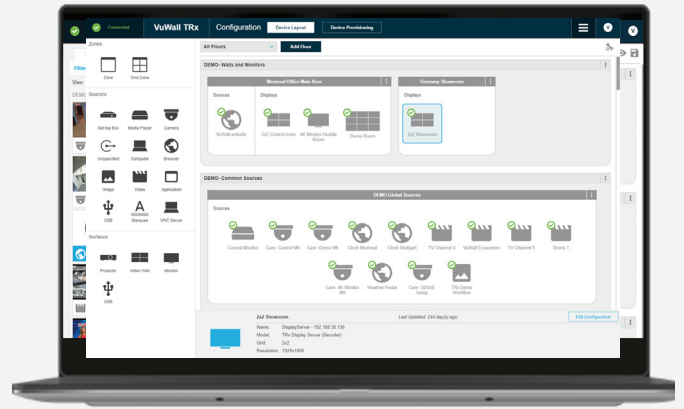 Connected
VuWall TRx
Configuration
Device Layout
Device Provisioning
V
V
Zones
Zone
Grid Zone
Sources
Set-top Box
Media Player
Camera
Unspecified
Computer
Browser
Image
Video
Application
USB
Marquee
VNC Server
Surfaces
Projector
Video Wall
Monitor
USB
Filter
View
DEMO
All Floors
Add Floor
DEMO- Walls and Monitors
Montreal Office Main floor
Sources
Displays
VuWall website
2x2 Control room
4K Monitor Huddle Room
Demo Room
Germany Showroom
Displays
2x2 Showroom
DEMO- Common Sources
DEMO Global Sources
Sources
Curved Monitor
Cam- Control Mtl
Cam- Demo Mtl
Clock Montreal
Clock Stuttgart
TV Channel 4
VuWall Ecosystem
TV Channel 5
Drone 1
Cam- 4K Monitor Mtl
Weather Radar
Cam- SDVoE Setup
TRx Demo Workflow
2x2 Showroom
Last Updated: 244 day(s) ago
Edit Configuration
Name DisplayServer - 192.168.30.130
Model TRx Display Server (Decoder)
Grid 2x2
Resolution 1920x1080